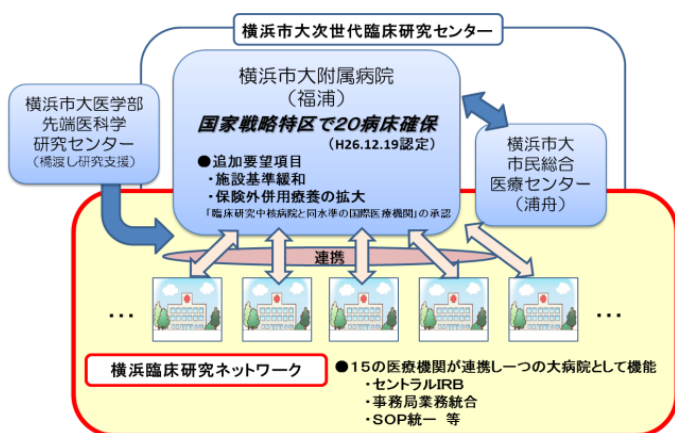 横浜市大次世代臨床研究センター
横浜市大附属病院
（福浦）
国家戦略特区で20病床確保
（H26.12.19認定）
●追加要望項目
・施設基準緩和
・保険外併用療養の拡大
「臨床研究中核病院と同水準の国際医療機関」の承認
横浜市大医学部
先端医科学
研究センター
（橋渡し研究支援）
横浜市大
市民総合
医療センター
（浦舟）
連携
…
…
横浜臨床研究ネットワーク
●15の医療機関が連携し一つの大病院として機能
・セントラルIRB
・事務局業務統合
・SOP統一 等